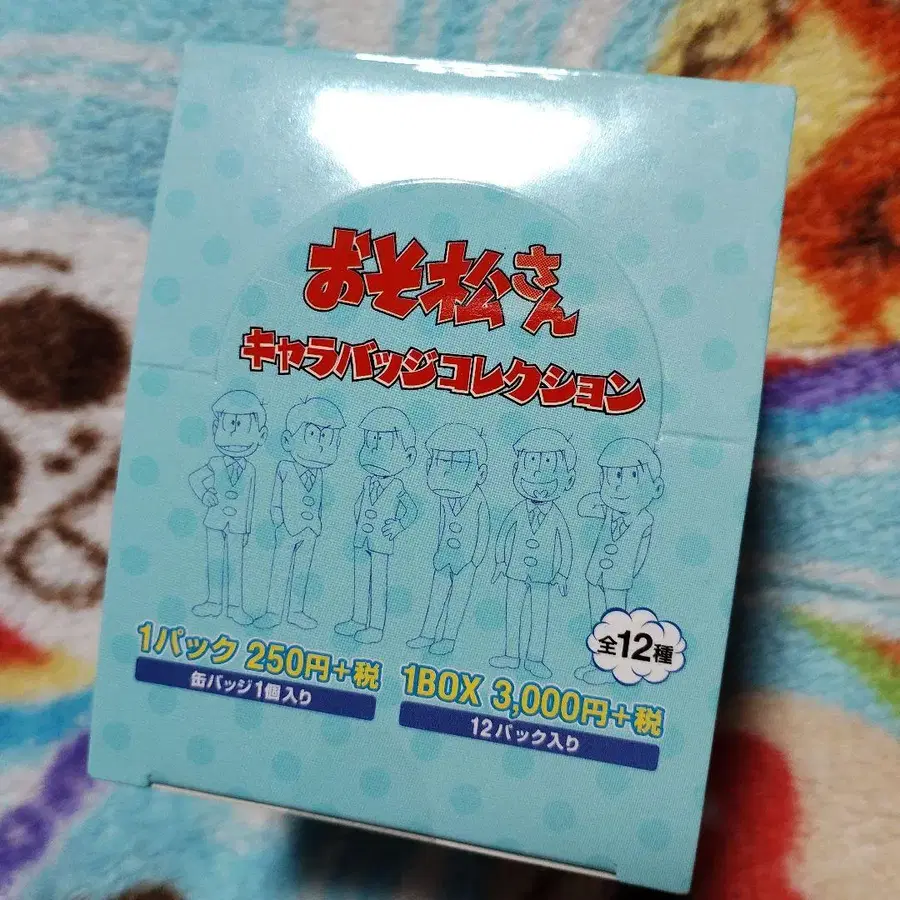 おそ松さん
キャラバッジコレクション
全12種
1パック 250円+税
缶バッジ1個入り
1BOX 3,000円+税
12パック入り